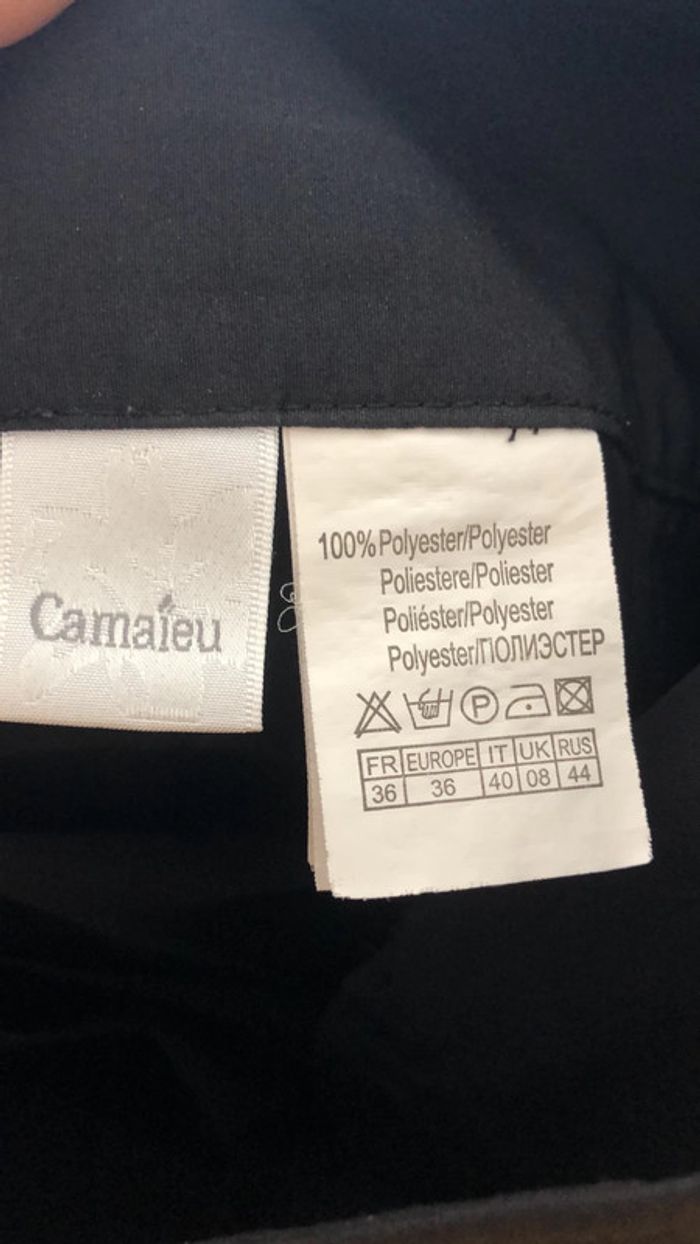 Camaïeu
100% Polyester/Polyester
Poliestere/Poliester
Poliéster/Polyester
Polyester/ПОЛИЭСТЕР
P
FR EUROPE IT UK RUS
36 36 40 08 44